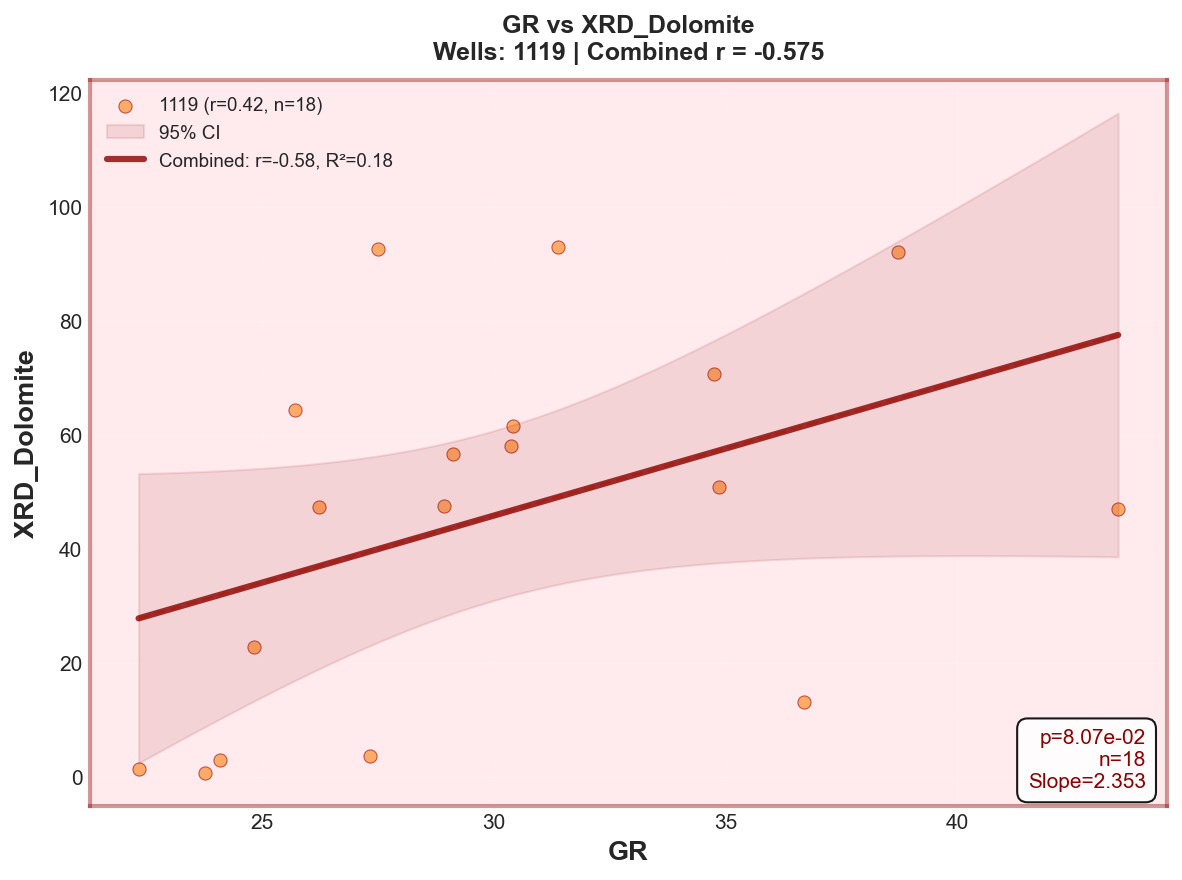 GR vs XRD_Dolomite
Wells: 1119 | Combined r = -0.575
120
100
80
60
40
20
0
XRD_Dolomite
1119 (r=0.42, n=18)
95% CI
Combined: r=-0.58, R²=0.18
p=8.07e-02
n=18
Slope=2.353
25
30
35
40
GR